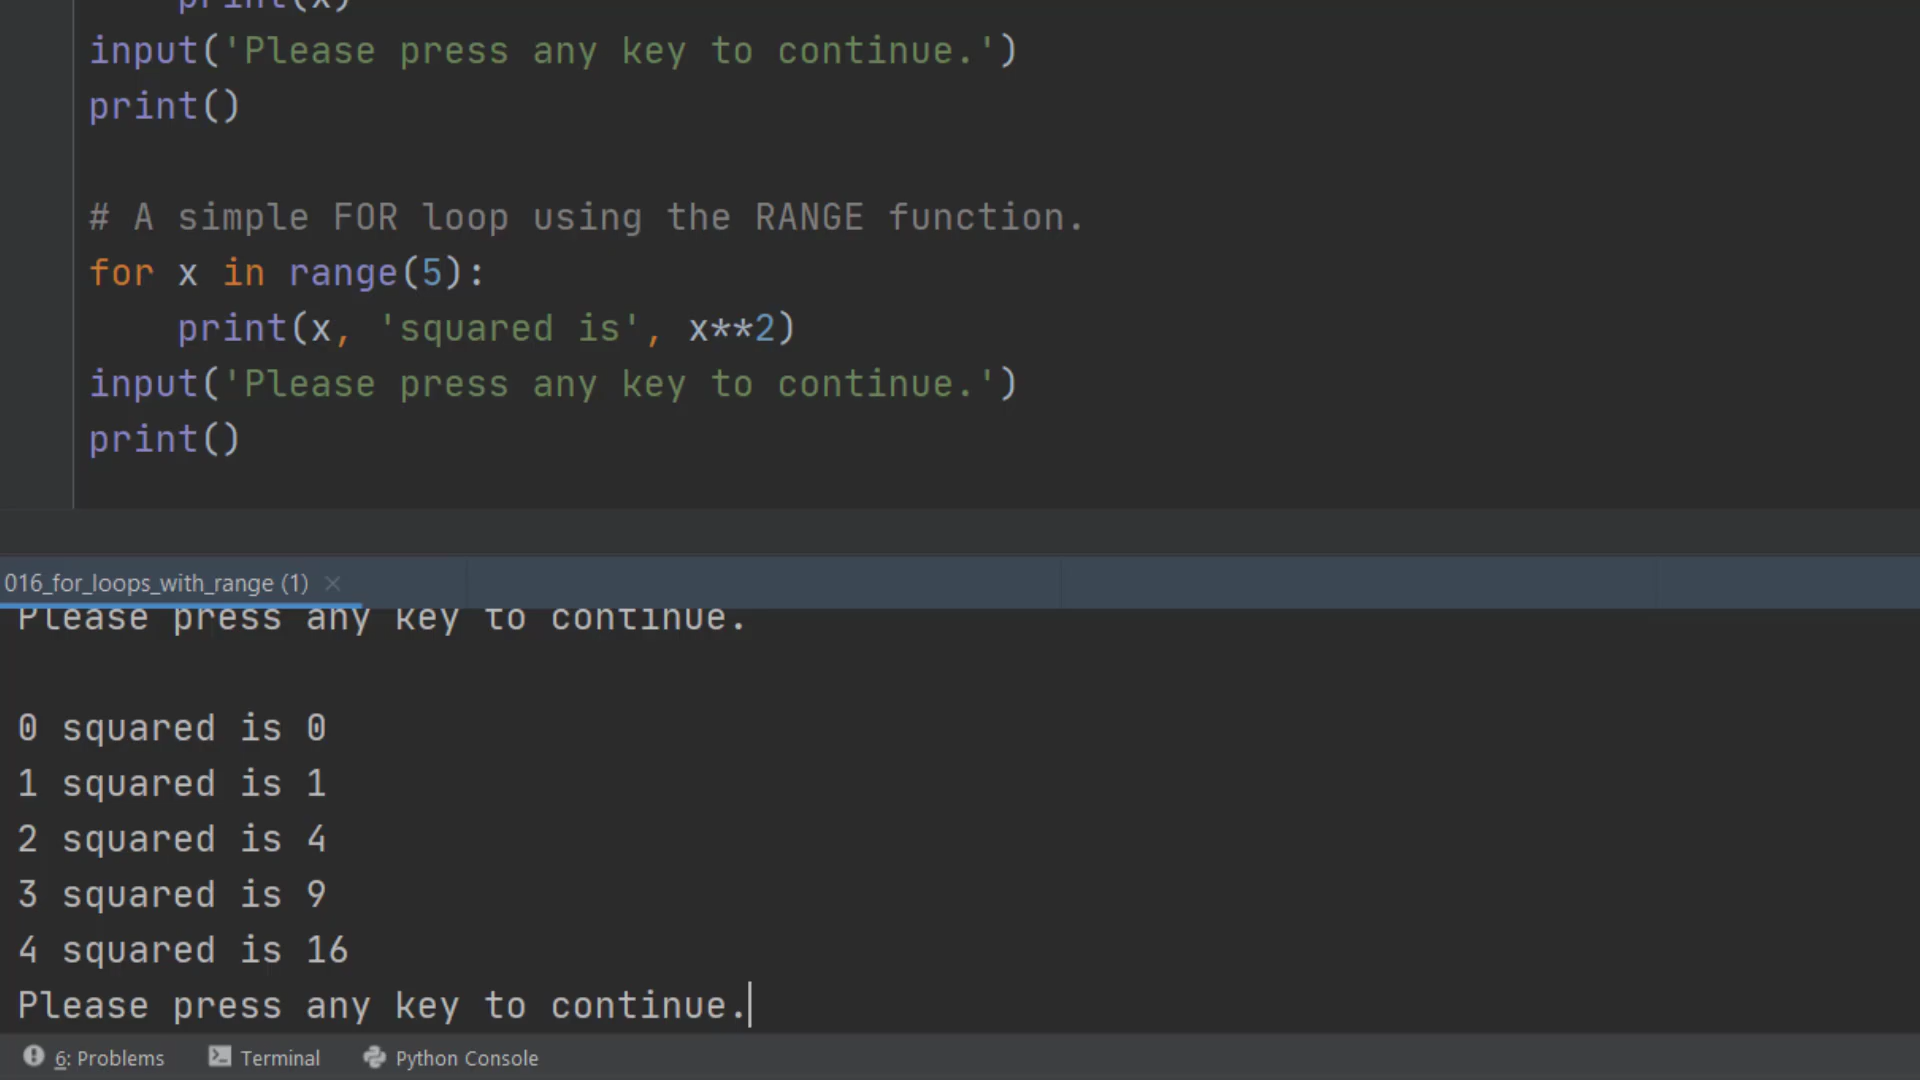 print(x)
input('Please press any key to continue.')
print()
# A simple FOR loop using the RANGE function.
for x in range(5):
    print(x, 'squared is', x**2)
input('Please press any key to continue.')
print()
016_for_loops_with_range (1)
Please press any key to continue.
0 squared is 0
1 squared is 1
2 squared is 4
3 squared is 9
4 squared is 16
Please press any key to continue.
6: Problems Terminal Python Console